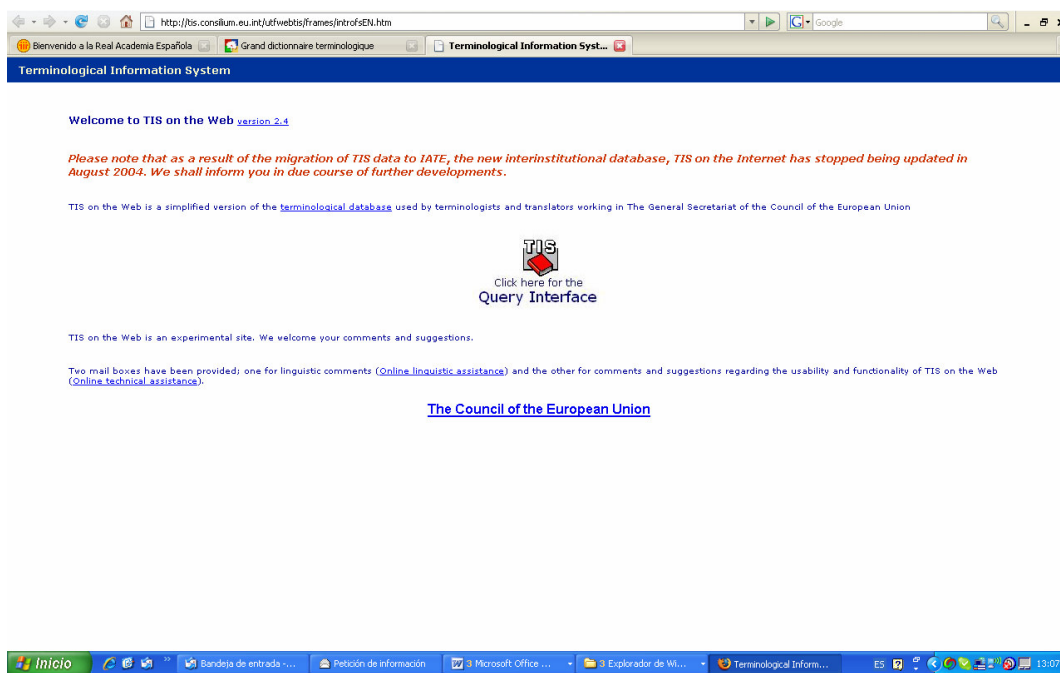 http://tis.consilium.eu.int/utfwebtis/frames/introfsEN.htm
Google
Bienvenido a la Real Academia Española
Grand dictionnaire terminologique
Terminological Information Syst...
Terminological Information System
Welcome to TIS on the Web version 2.4
Please note that as a result of the migration of TIS data to IATE, the new interinstitutional database, TIS on the Internet has stopped being updated in
August 2004. We shall inform you in due course of further developments.
TIS on the Web is a simplified version of the terminological database used by terminologists and translators working in The General Secretariat of the Council of the European Union
TIS
Click here for the
Query Interface
TIS on the Web is an experimental site. We welcome your comments and suggestions.
Two mail boxes have been provided; one for linguistic comments (Online linguistic assistance) and the other for comments and suggestions regarding the usability and functionality of TIS on the Web
(Online technical assistance).
The Council of the European Union
Inicio
Bandeja de entrada -...
Petición de información
3 Microsoft Office ...
3 Explorador de Wi...
Terminological Inform...
ES
13:07